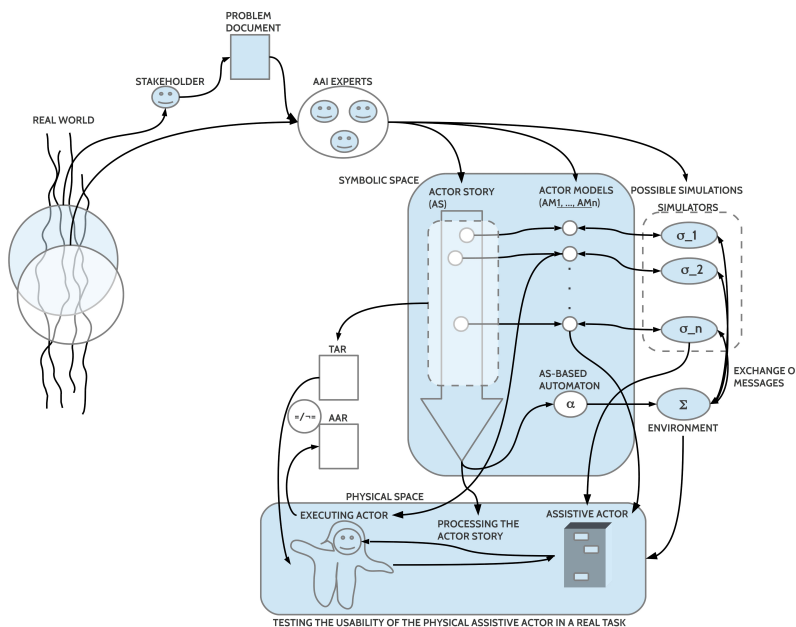 PROBLEM
DOCUMENT
STAKEHOLDER
AAI EXPERTS
REAL WORLD
SYMBOLIC SPACE
ACTOR STORY
(AS)
ACTOR MODELS
(AM1, ..., AMn)
POSSIBLE SIMULATIONS
SIMULATORS
σ_1
σ_2
σ_n
TAR
=/¬=
AAR
AS-BASED
AUTOMATON
α
Σ
EXCHANGE O
MESSAGES
ENVIRONMENT
PHYSICAL SPACE
EXECUTING ACTOR
PROCESSING THE
ACTOR STORY
ASSISTIVE ACTOR
TESTING THE USABILITY OF THE PHYSICAL ASSISTIVE ACTOR IN A REAL TASK